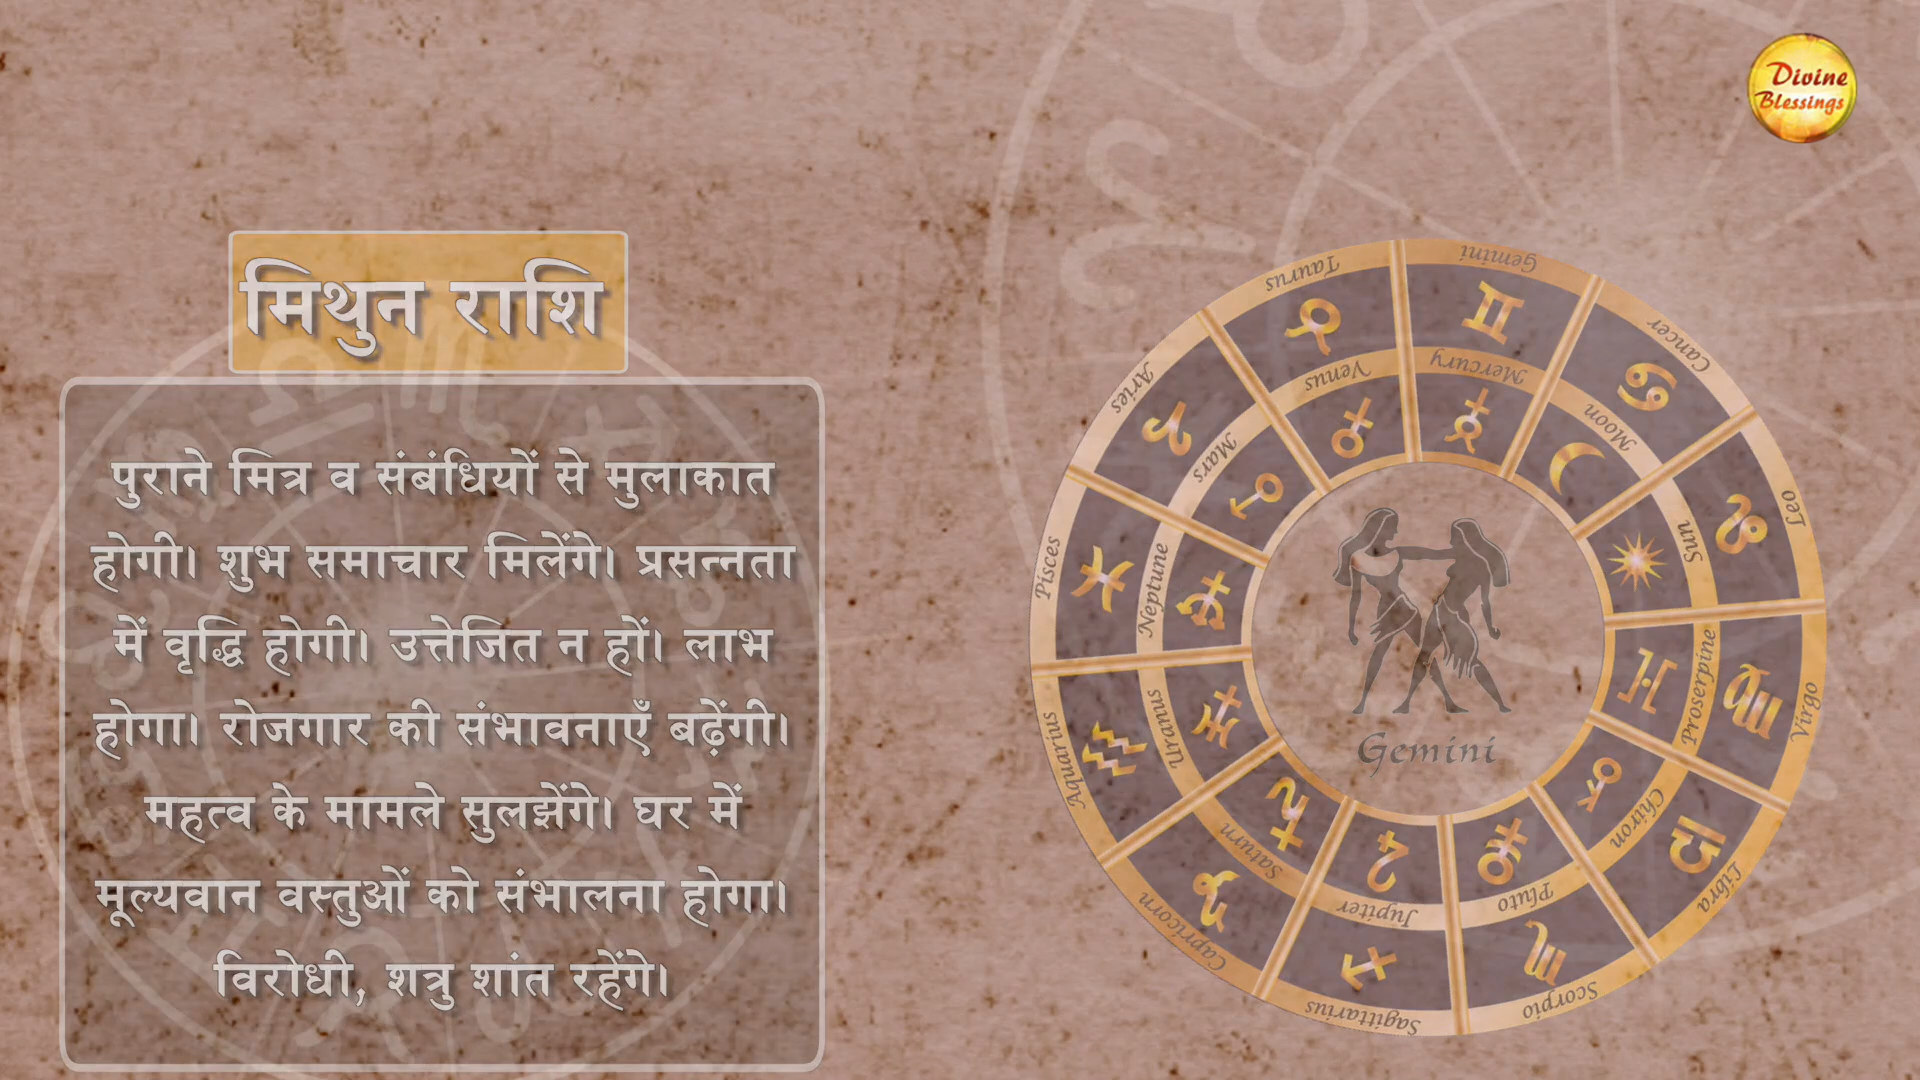 Divine
Blessings
मिथुन राशि
पुराने मित्र व संबंधियों से मुलाकात
होगी। शुभ समाचार मिलेंगे। प्रसन्नता
में वृद्धि होगी। उत्तेजित न हों। लाभ
होगा। रोजगार की संभावनाएँ बढ़ेंगी।
महत्व के मामले सुलझेंगे। घर में
मूल्यवान वस्तुओं को संभालना होगा।
विरोधी, शत्रु शांत रहेंगे।
Gemini
Cancer
Leo
Virgo
Libra
Scorpio
Sagittarius
Capricorn
Aquarius
Pisces
Aries
Taurus
Mercury
Moon
Sun
Proserpine
Chiron
Pluto
Jupiter
Saturn
Uranus
Neptune
Mars
Venus
Gemini